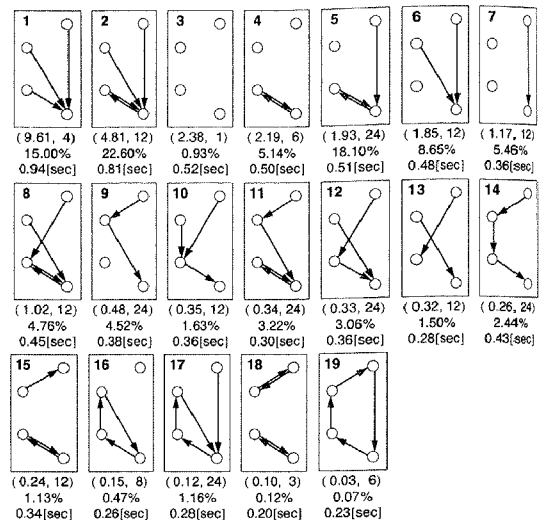 1 2 3 4 5 6 7
( 9.61, 4) ( 4.81, 12) ( 2.38, 1) ( 2.19, 6) ( 1.93, 24) ( 1.85, 12) ( 1.17, 12)
15.00% 22.60% 0.93% 5.14% 18.10% 8.65% 5.46%
0.94[sec] 0.81[sec] 0.52[sec] 0.50[sec] 0.51[sec] 0.48[sec] 0.36[sec]
8 9 10 11 12 13 14
( 1.02, 12) ( 0.48, 24) ( 0.35, 12) ( 0.34, 24) ( 0.33, 24) ( 0.32, 12) ( 0.26, 24)
4.76% 4.52% 1.63% 3.22% 3.06% 1.50% 2.44%
0.45[sec] 0.38[sec] 0.36[sec] 0.30[sec] 0.36[sec] 0.28[sec] 0.43[sec]
15 16 17 18 19
( 0.24, 12) ( 0.15, 8) ( 0.12, 24) ( 0.10, 3) ( 0.03, 6)
1.13% 0.47% 1.16% 0.12% 0.07%
0.34[sec] 0.26[sec] 0.28[sec] 0.20[sec] 0.23[sec]